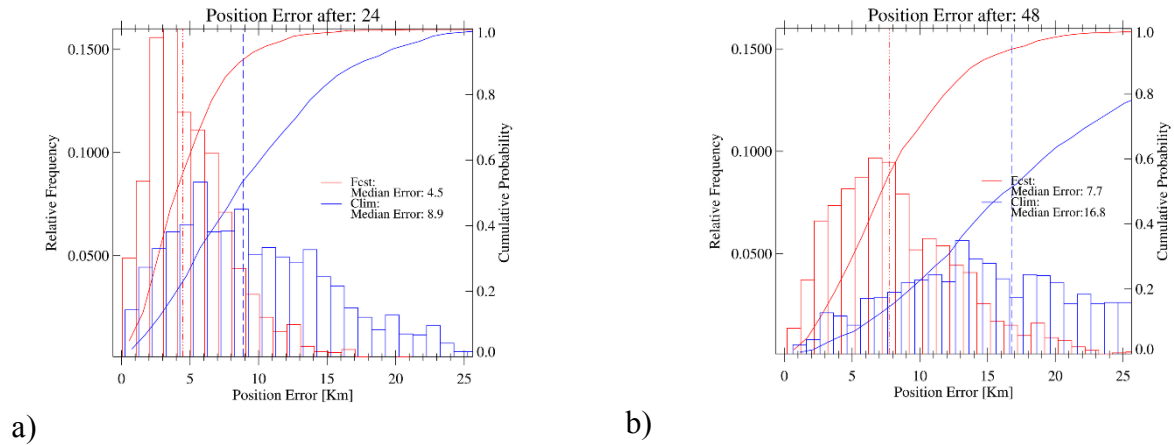 Position Error after: 24
0.1500
0.1000
0.0500
Relative Frequency
1.0
0.8
0.6
0.4
0.2
0.0
Cumulative Probability
Fcst:
Median Error: 4.5
Clim:
Median Error: 8.9
0 5 10 15 20 25
Position Error [Km]
a)
Position Error after: 48
0.1500
0.1000
0.0500
Relative Frequency
1.0
0.8
0.6
0.4
0.2
0.0
Cumulative Probability
Fcst:
Median Error: 7.7
Clim:
Median Error:16.8
0 5 10 15 20 25
Position Error [Km]
b)